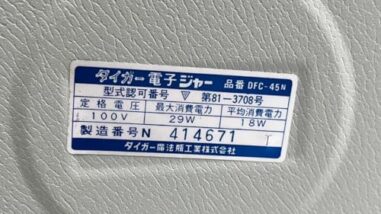 タイガー電子ジャー 品番 DFC-45N
型式認可番号 ▽ 第81-3708号
定格電圧 最大消費電力 平均消費電力
100V 29W 18W
製造番号 N 414671
タイガー魔法瓶工業株式会社